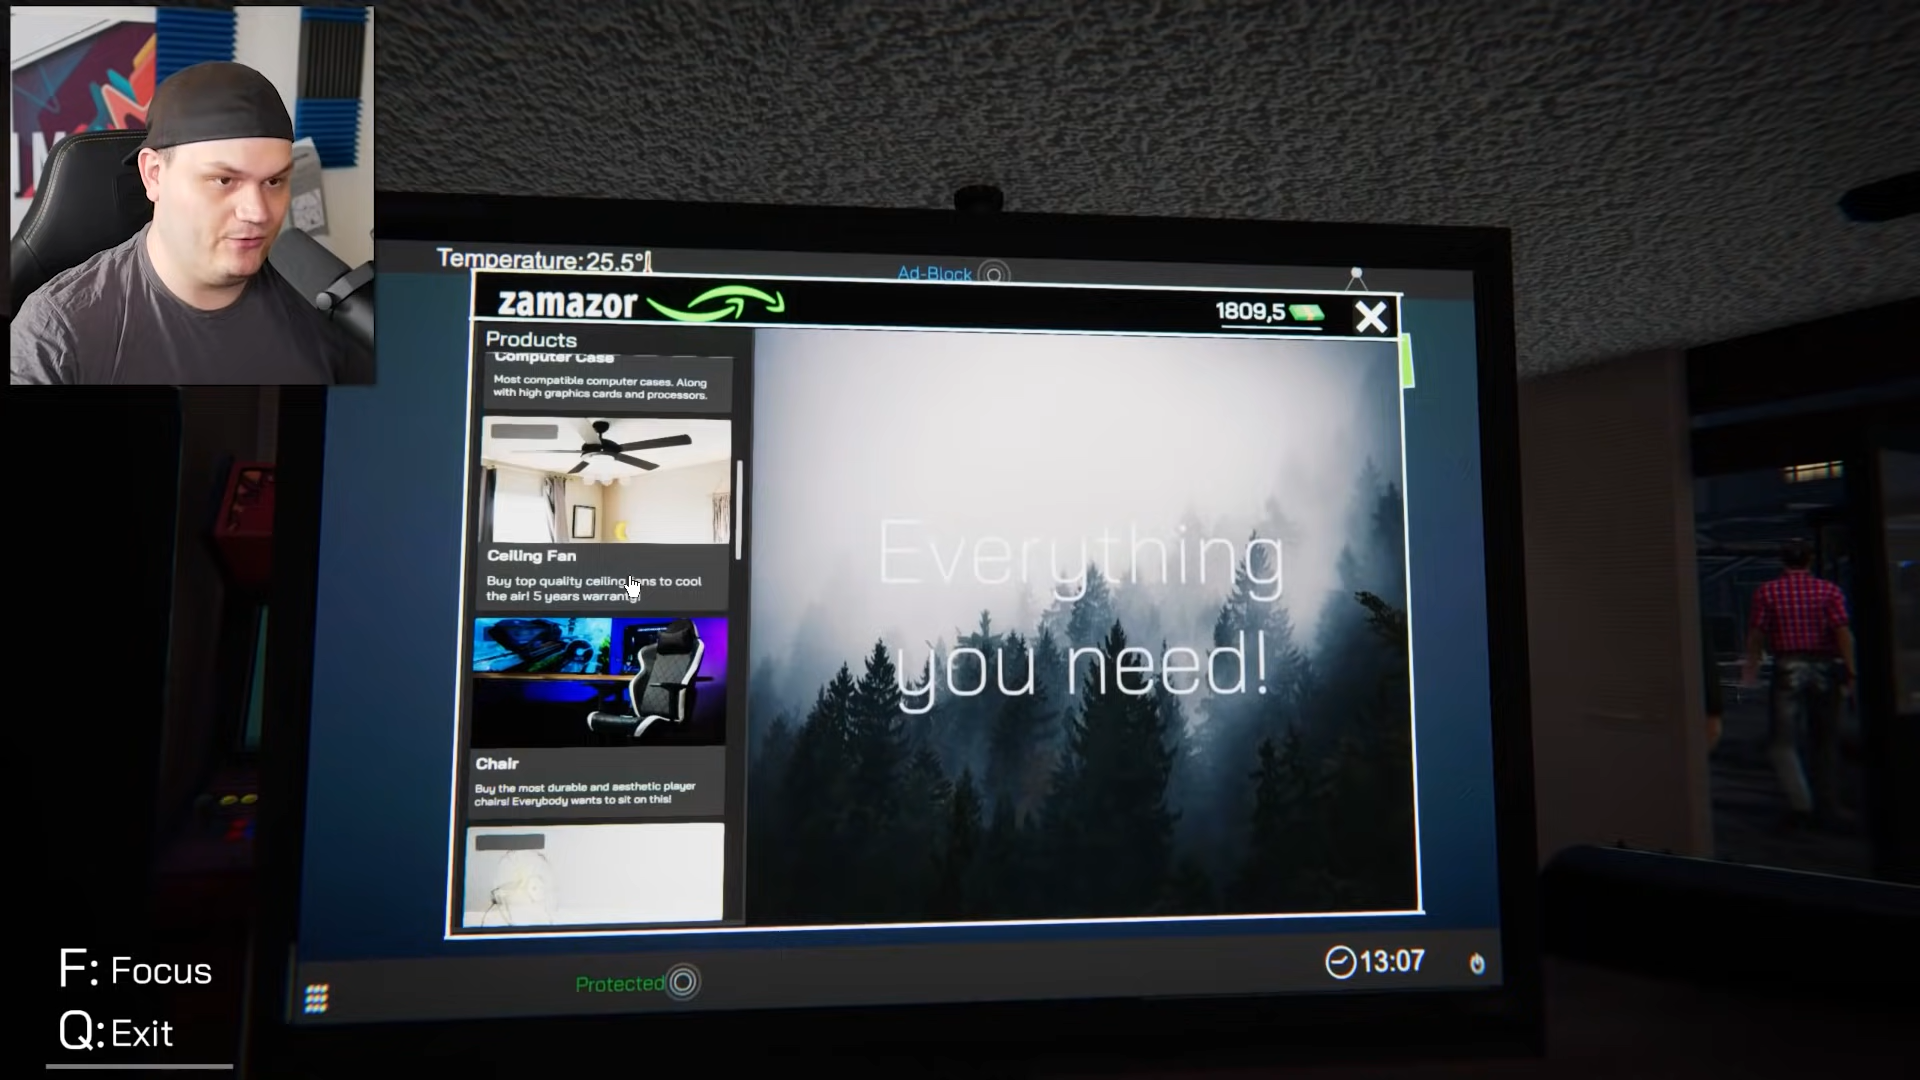 Temperature:25.5°
Ad-Block
zamazor
1809,5
Products
Computer Case
Most compatible computer cases. Along
with high graphics cards and processors.
Ceiling Fan
Buy top quality ceiling fans to cool
the air! 5 years warranty!
Chair
Buy the most durable and aesthetic player
chairs! Everybody wants to sit on this!
Everything
you need!
F: Focus
Q: Exit
Protected
13:07